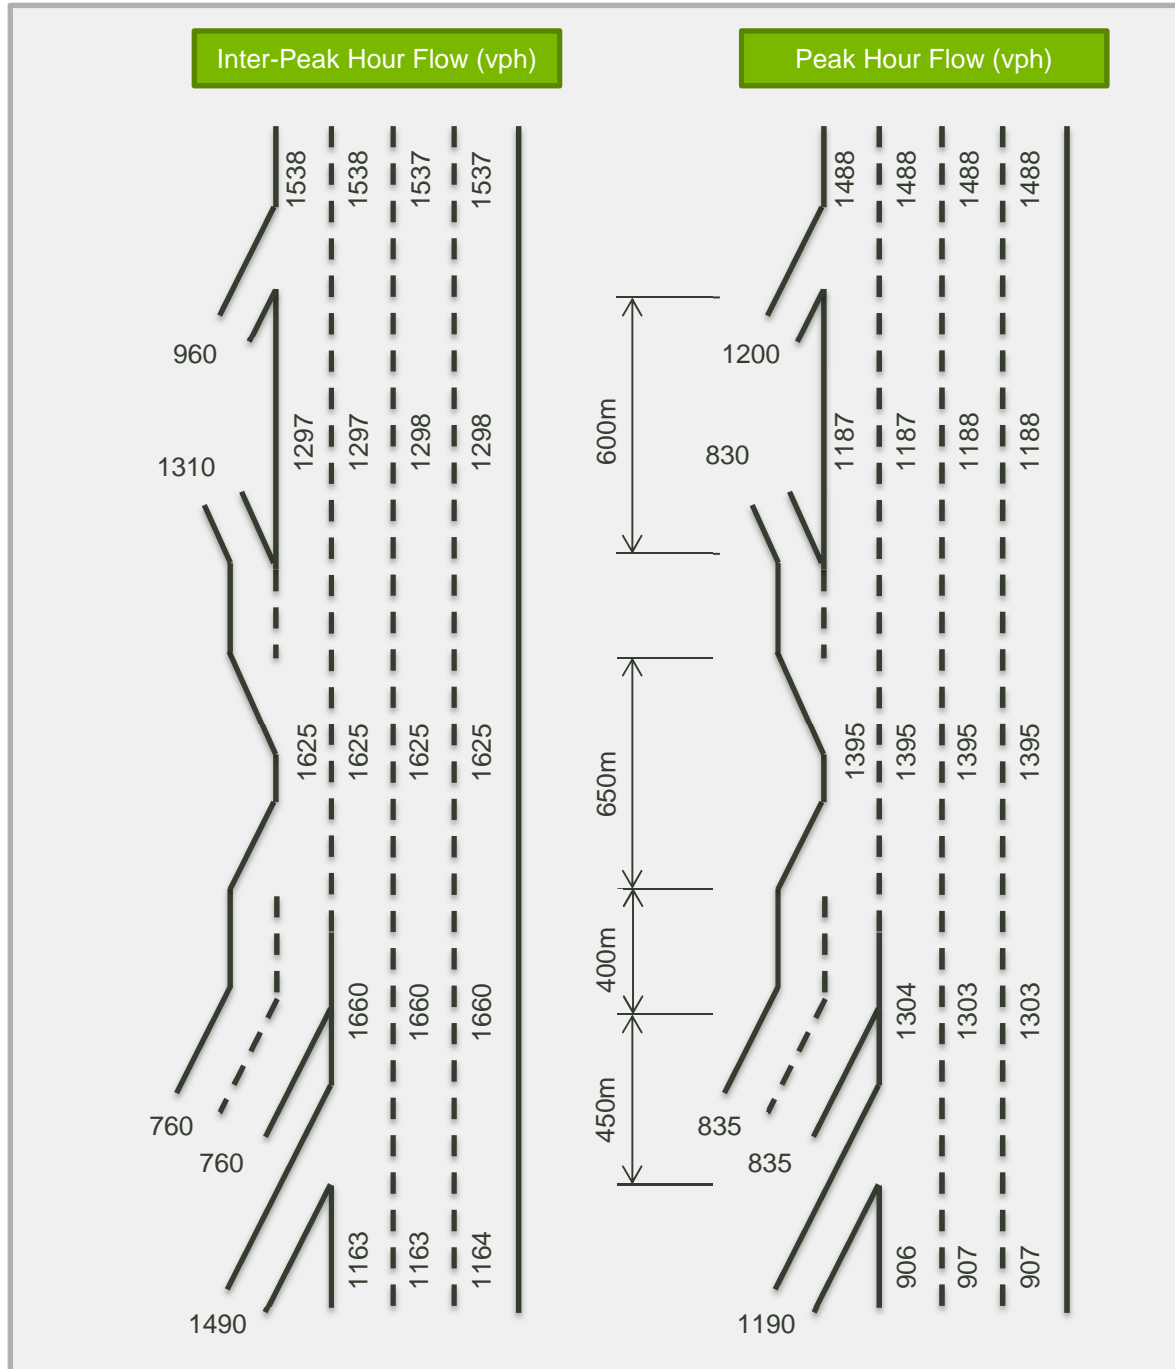 Inter-Peak Hour Flow (vph)
Peak Hour Flow (vph)
1538 1538 1537 1537
1488 1488 1488 1488
960
1200
600m
1297 1297 1298 1298
1187 1187 1188 1188
1310
830
650m
1625 1625 1625 1625
1395 1395 1395 1395
400m
1660 1660 1660
1304 1303 1303
450m
760
760
835
835
1163 1163 1164
906 907 907
1490
1190